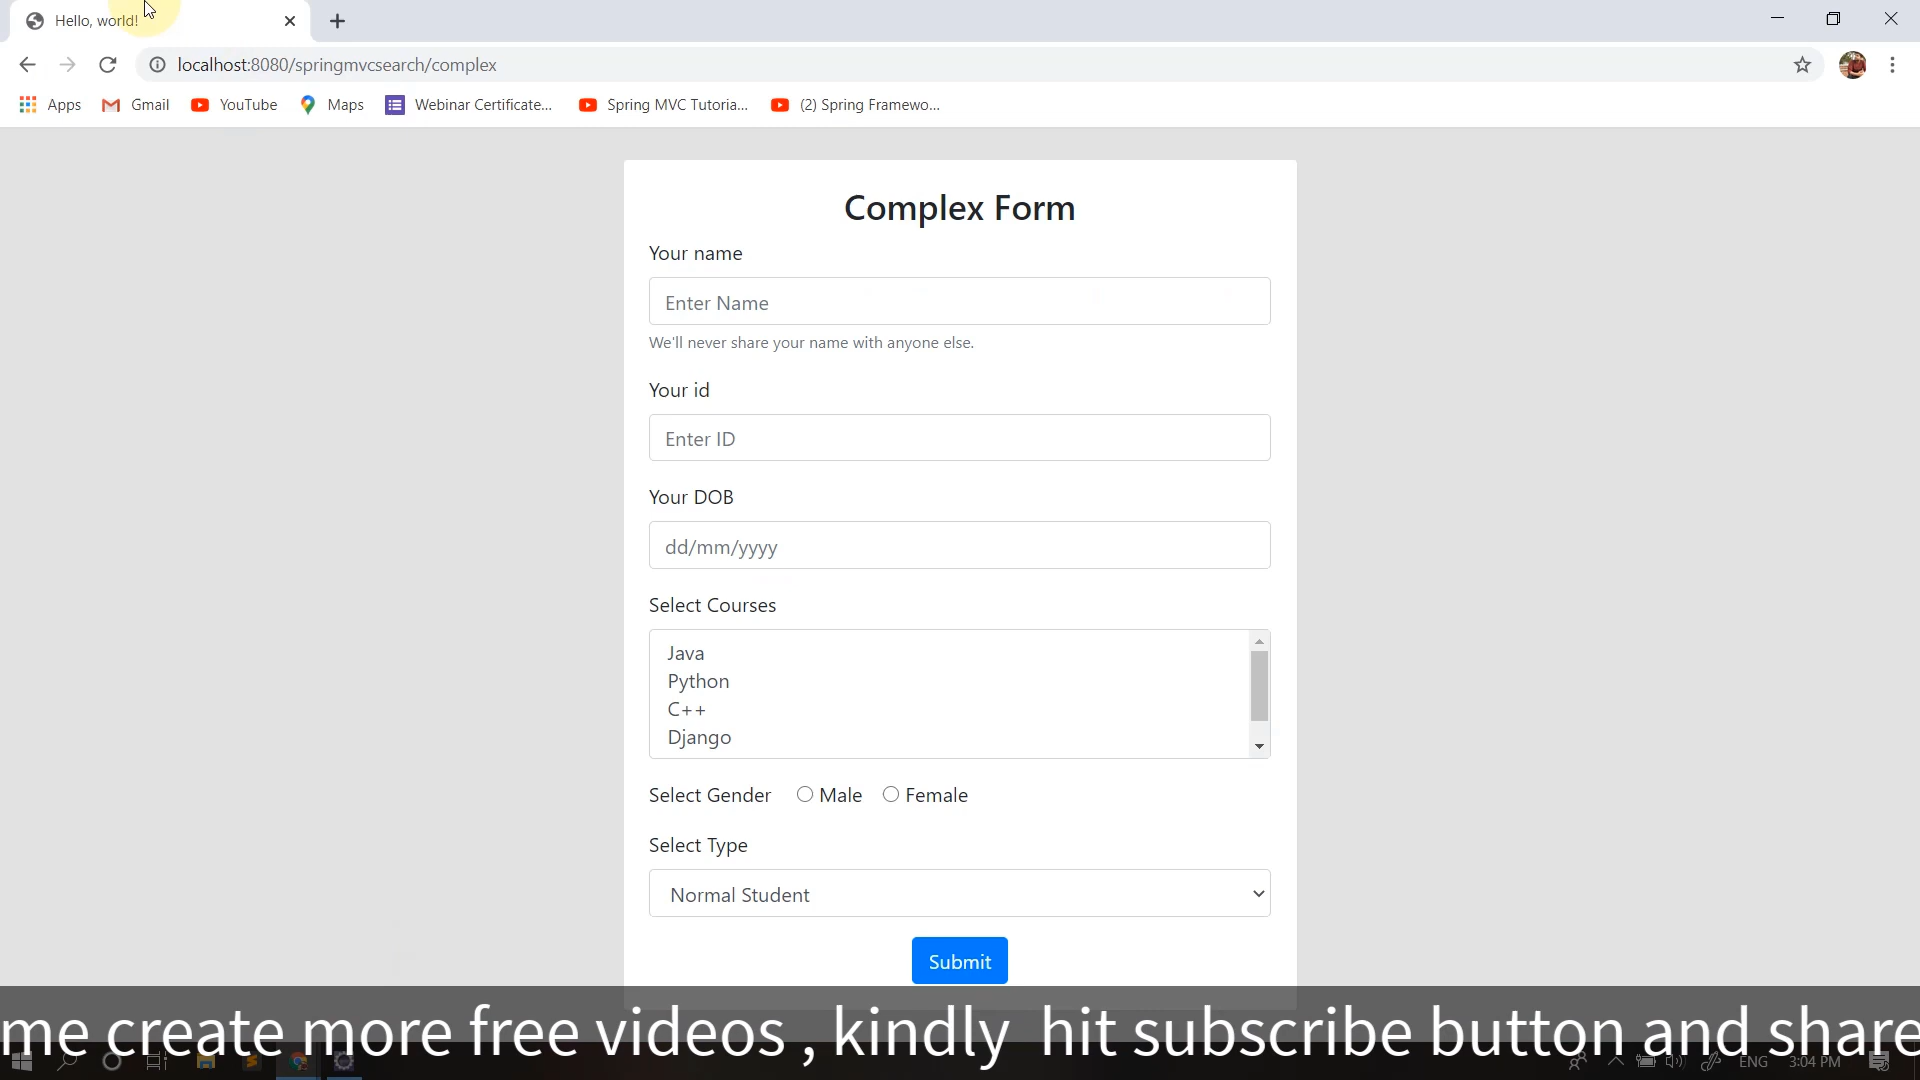 Hello, world!
localhost:8080/springmvcsearch/complex
Apps
Gmail
YouTube
Maps
Webinar Certificate...
Spring MVC Tutoria...
(2) Spring Framewo...
Complex Form
Your name
Enter Name
We'll never share your name with anyone else.
Your id
Enter ID
Your DOB
dd/mm/yyyy
Select Courses
Java
Python
C++
Django
Select Gender
Male
Female
Select Type
Normal Student
Submit
me create more free videos , kindly hit subscribe button and share
ENG
3:04 PM